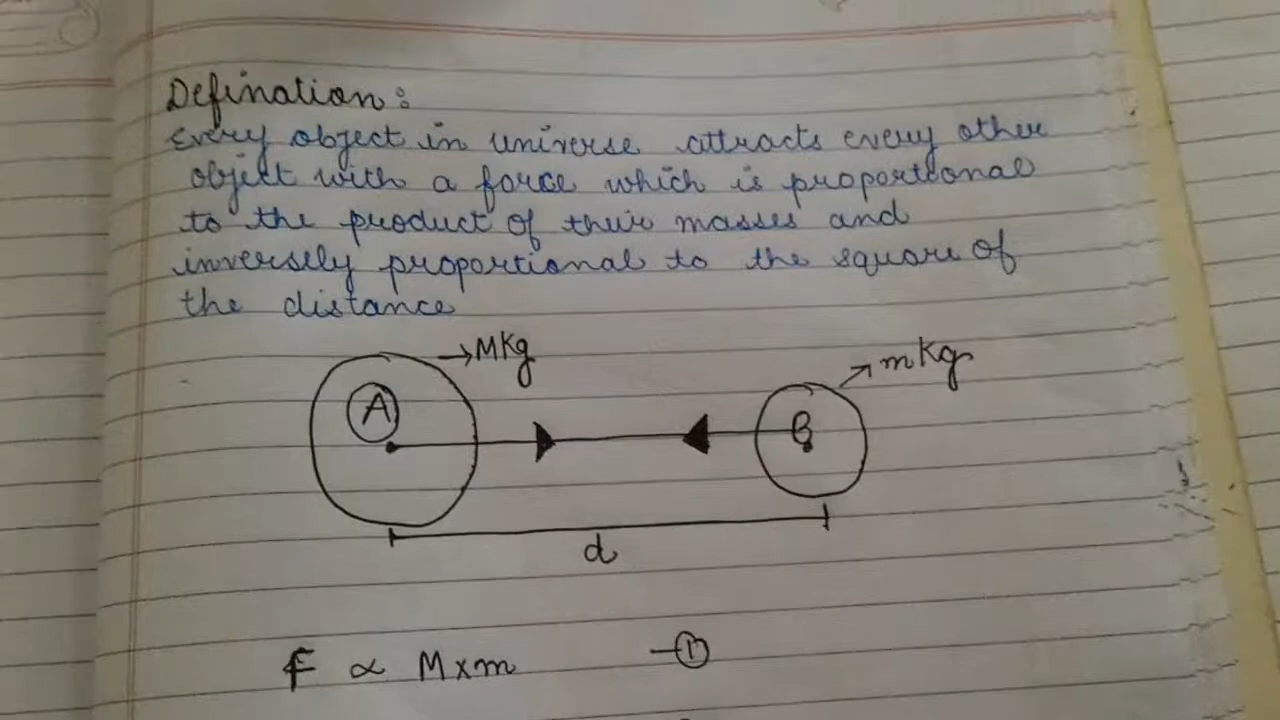 Defination:
Every object in universe attracts every other
object with a force which is proportional
to the product of their masses and
inversely proportional to the square of
the distance
→MKg
→mKg
A
B
d
F ∝ M×m —①